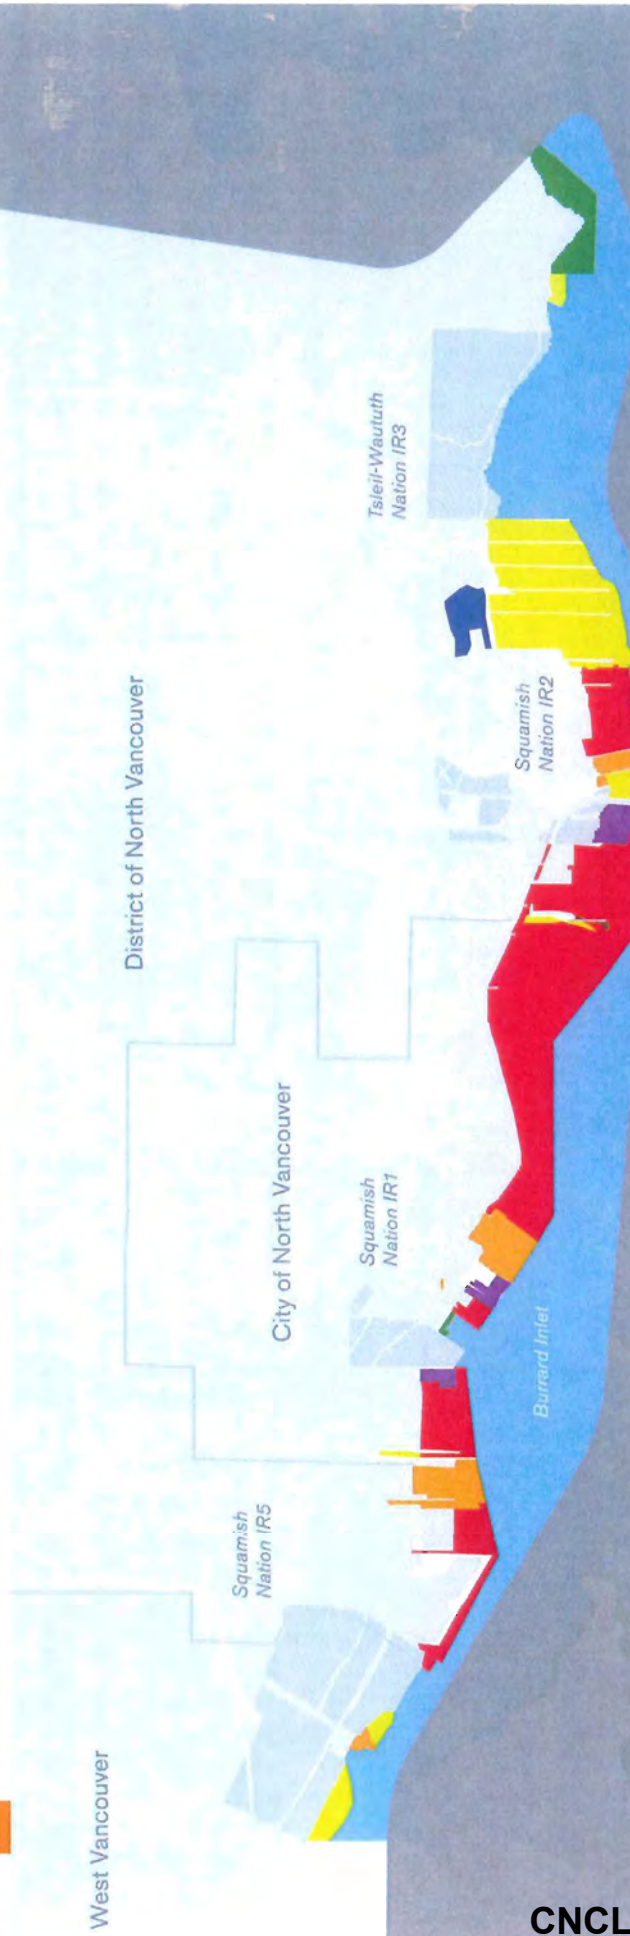 West Vancouver
Squamish
Nation IR5
City of North Vancouver
Squamish
Nation IR1
District of North Vancouver
Squamish
Nation IR2
Tsleil-Waututh
Nation IR3
Burrard Inlet
CNCL